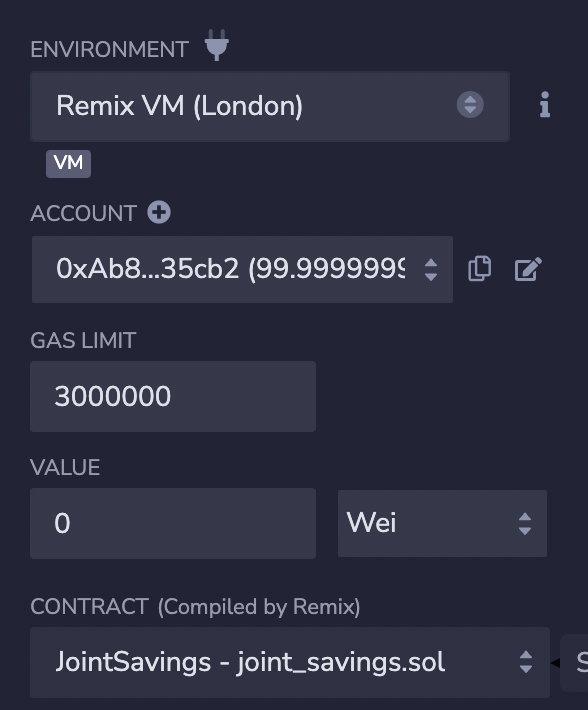 ENVIRONMENT
Remix VM (London)
VM
ACCOUNT
0xAb8...35cb2 (99.9999999
GAS LIMIT
3000000
VALUE
0 Wei
CONTRACT (Compiled by Remix)
JointSavings - joint_savings.sol